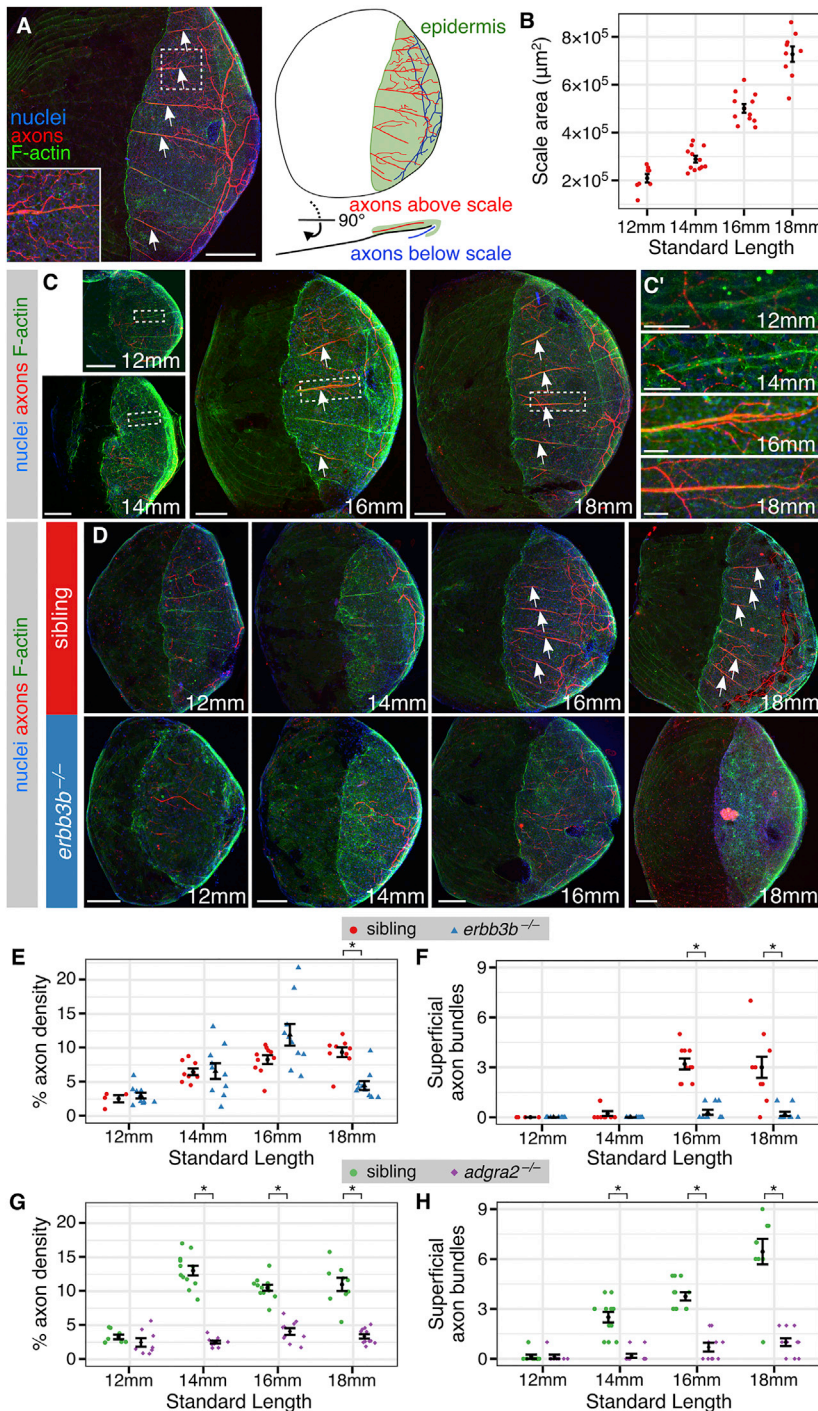 A
nuclei
axons
F-actin
epidermis
90°
axons above scale
axons below scale
B
Scale area (µm²)
8×10⁵
6×10⁵
4×10⁵
2×10⁵
12mm 14mm 16mm 18mm
Standard Length
nuclei axons F-actin
C
12mm
14mm
16mm
18mm
C'
12mm
14mm
16mm
18mm
nuclei axons F-actin
sibling
D
12mm
14mm
16mm
18mm
erbb3b⁻/⁻
12mm
14mm
16mm
18mm
sibling erbb3b⁻/⁻
E
% axon density
20
15
10
5
0
*
12mm 14mm 16mm 18mm
Standard Length
F
Superficial
axon bundles
9
6
3
0
* *
12mm 14mm 16mm 18mm
Standard Length
sibling adgra2⁻/⁻
G
% axon density
20
15
10
5
0
* * *
12mm 14mm 16mm 18mm
Standard Length
H
Superficial
axon bundles
9
6
3
0
* * *
12mm 14mm 16mm 18mm
Standard Length